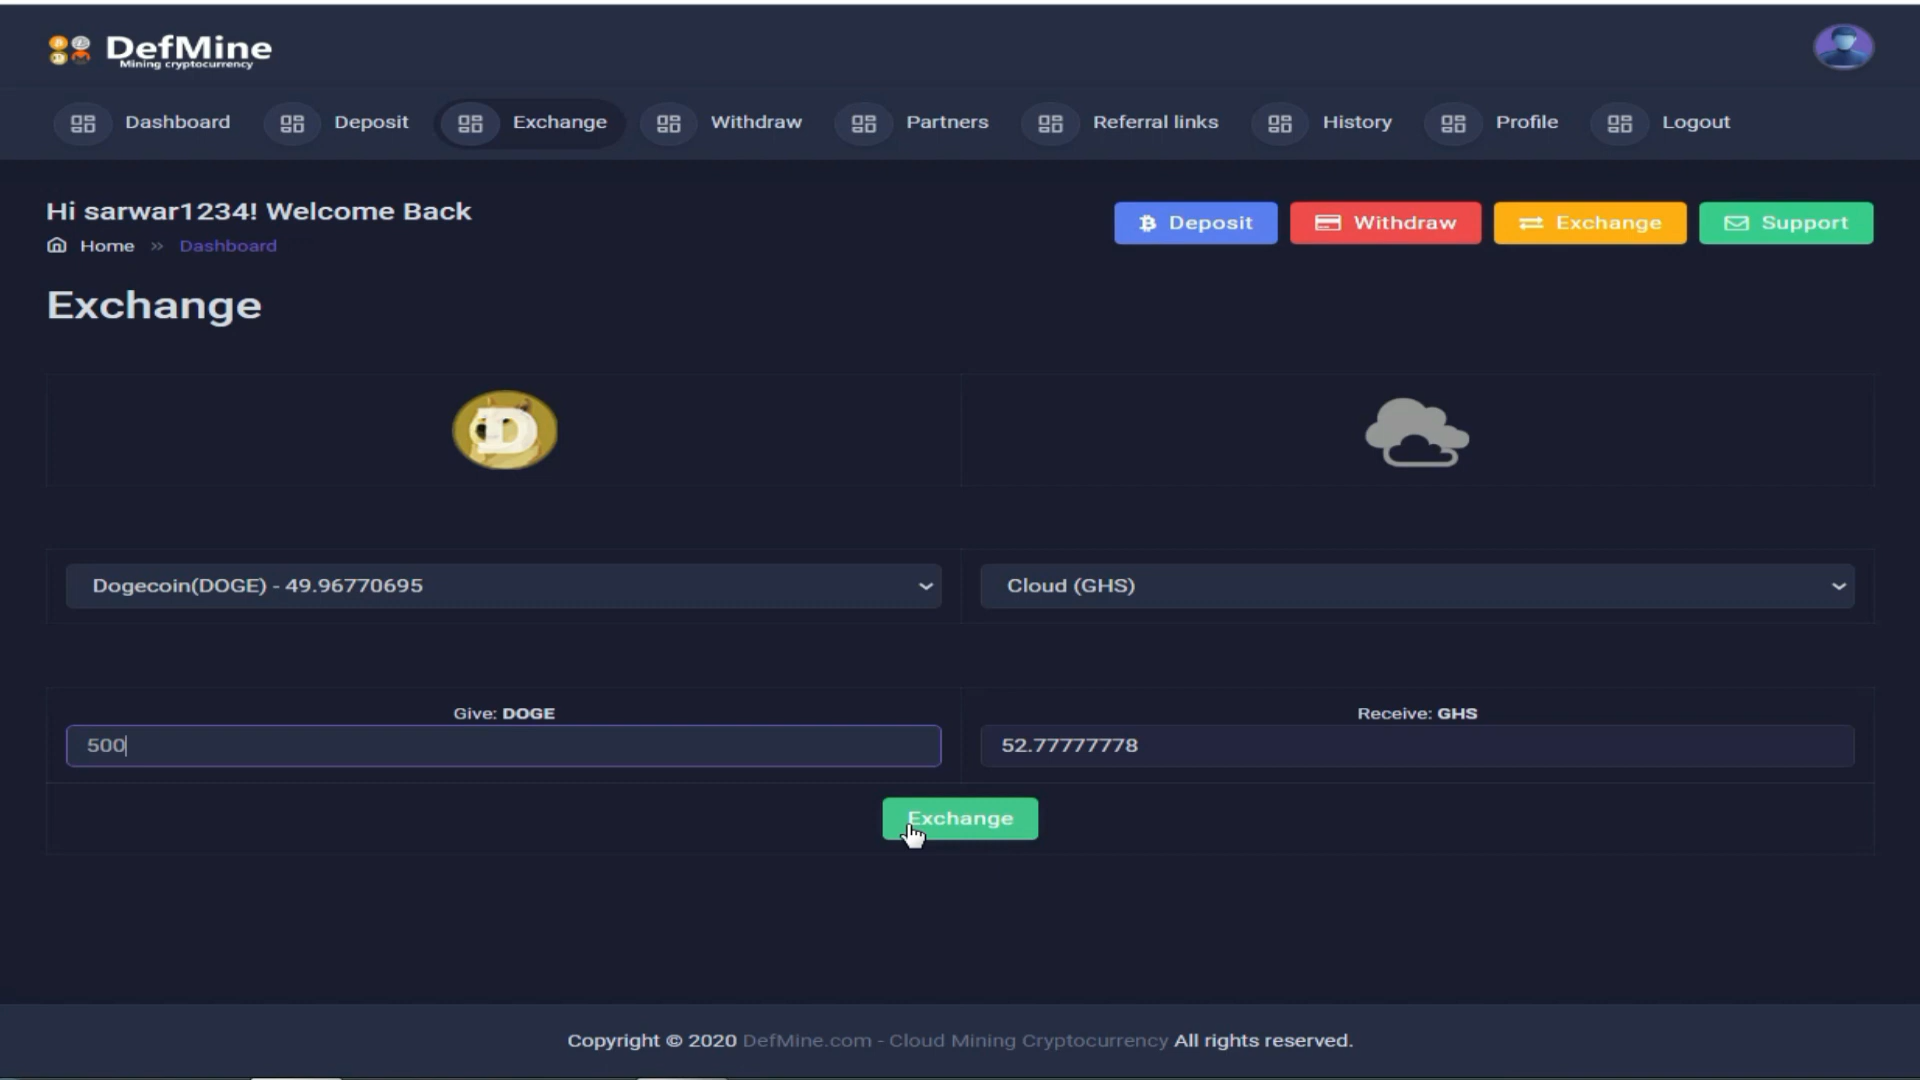 DefMine
Mining cryptocurrency
Dashboard Deposit Exchange Withdraw Partners Referral links History Profile Logout
Hi sarwar1234! Welcome Back
Home » Dashboard
Deposit Withdraw Exchange Support
Exchange
Dogecoin(DOGE) - 49.96770695
Cloud (GHS)
Give: DOGE
Receive: GHS
500
52.77777778
Exchange
Copyright © 2020 DefMine.com - Cloud Mining Cryptocurrency All rights reserved.